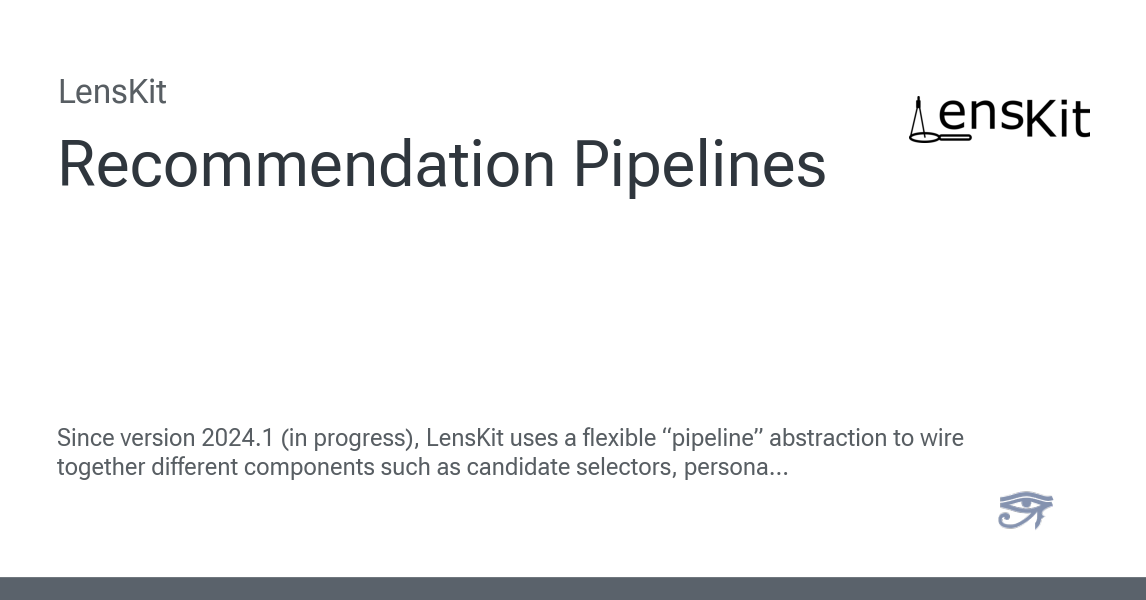 LensKit
LensKit
Recommendation Pipelines
Since version 2024.1 (in progress), LensKit uses a flexible “pipeline” abstraction to wire
together different components such as candidate selectors, persona...